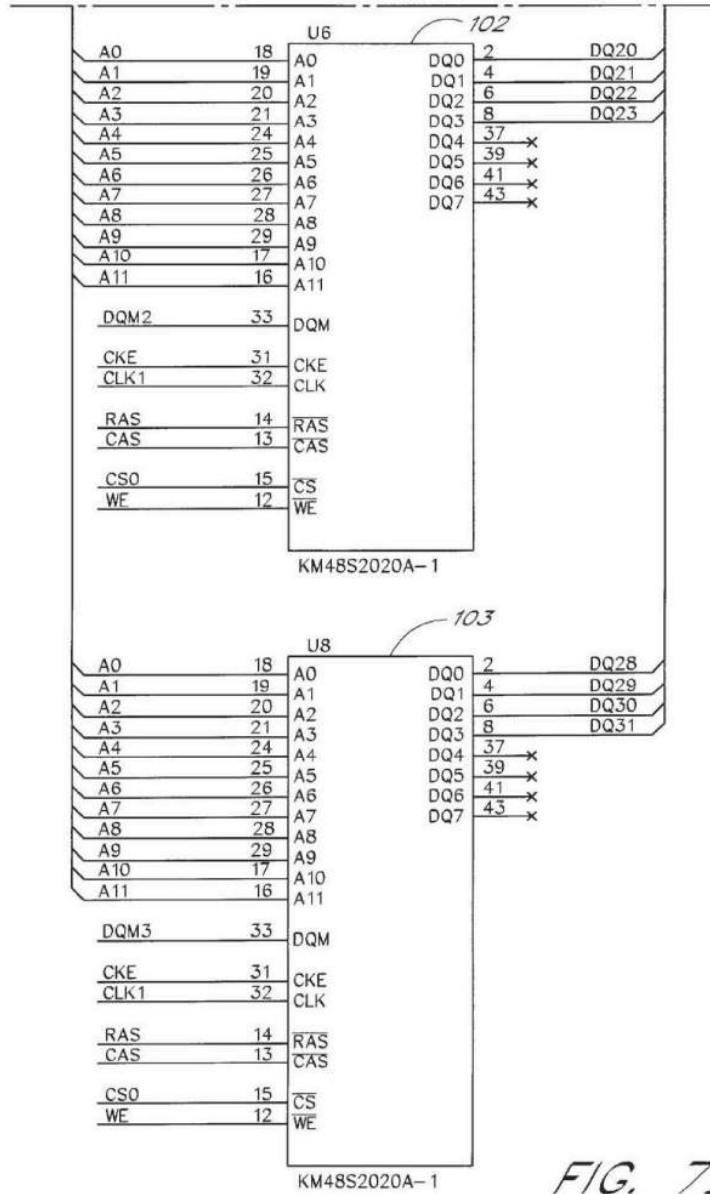 U6
102
A0 18 A0 DQ0 2 DQ20
A1 19 A1 DQ1 4 DQ21
A2 20 A2 DQ2 6 DQ22
A3 21 A3 DQ3 8 DQ23
A4 24 A4 DQ4 37
A5 25 A5 DQ5 39
A6 26 A6 DQ6 41
A7 27 A7 DQ7 43
A8 28 A8
A9 29 A9
A10 17 A10
A11 16 A11
DQM2 33 DQM
CKE 31 CKE
CLK1 32 CLK
RAS 14 RAS
CAS 13 CAS
CS0 15 CS
WE 12 WE
KM48S2020A-1
103
U8
A0 18 A0 DQ0 2 DQ28
A1 19 A1 DQ1 4 DQ29
A2 20 A2 DQ2 6 DQ30
A3 21 A3 DQ3 8 DQ31
A4 24 A4 DQ4 37
A5 25 A5 DQ5 39
A6 26 A6 DQ6 41
A7 27 A7 DQ7 43
A8 28 A8
A9 29 A9
A10 17 A10
A11 16 A11
DQM3 33 DQM
CKE 31 CKE
CLK1 32 CLK
RAS 14 RAS
CAS 13 CAS
CS0 15 CS
WE 12 WE
KM48S2020A-1
FIG.